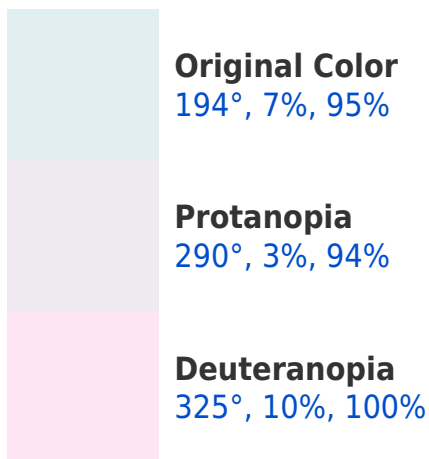 Original Color
194°, 7%, 95%
Protanopia
290°, 3%, 94%
Deuteranopia
325°, 10%, 100%